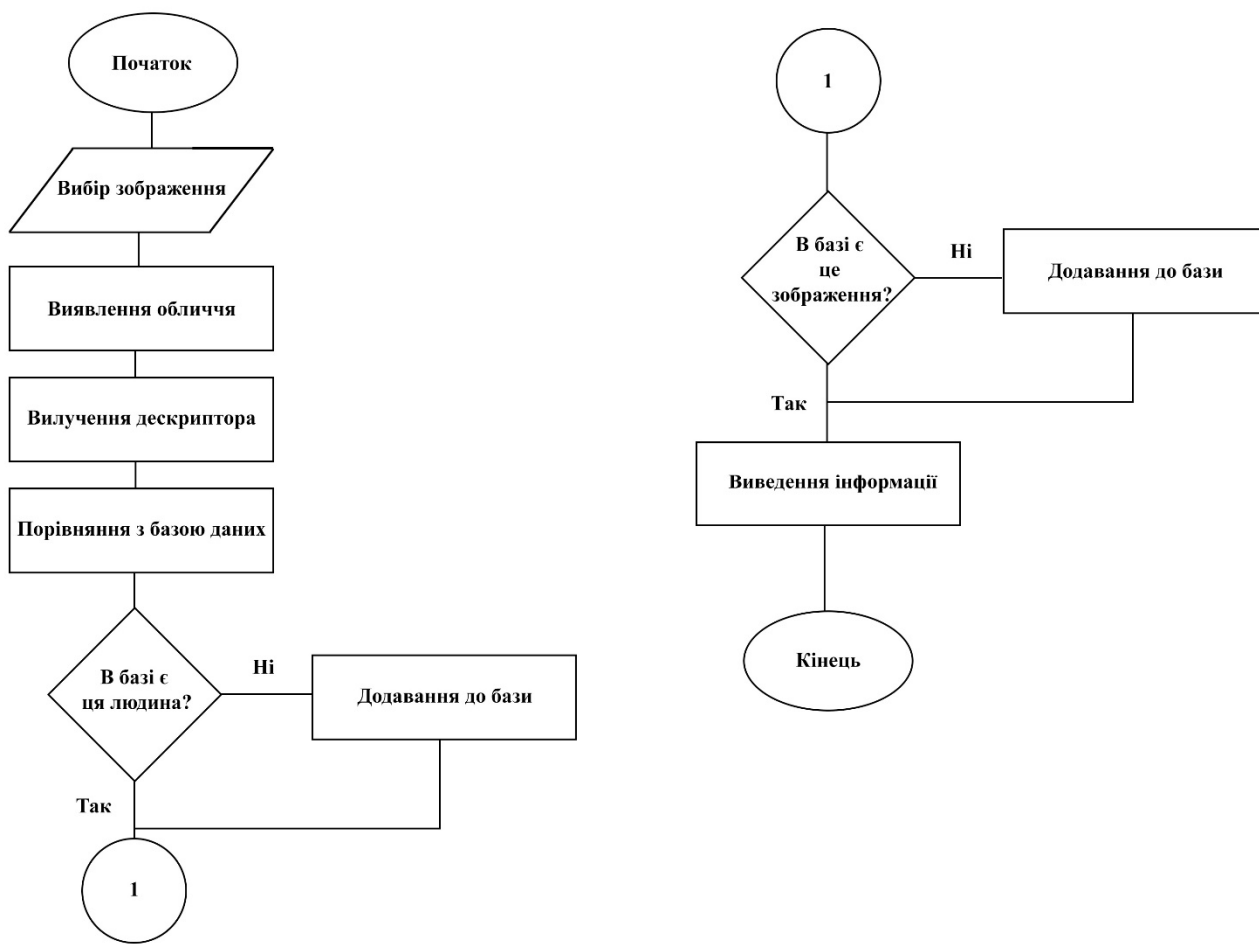 Початок
Вибір зображення
Виявлення обличчя
Вилучення дескриптора
Порівняння з базою даних
В базі є
ця людина?
Ні
Додавання до бази
Так
1
1
В базі є
це
зображення?
Ні
Додавання до бази
Так
Виведення інформації
Кінець